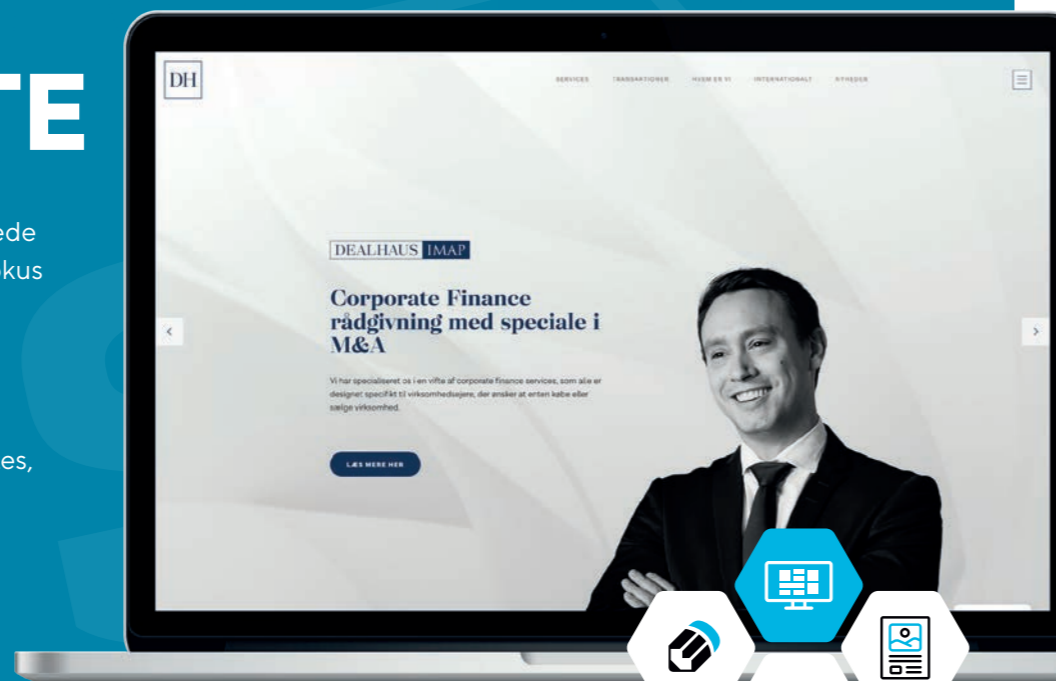 TE
ede
okus
es,
DH
SERVICES TRANSAKTIONER HVEM ER VI INTERNATIONALT NYHEDER
DEALHAUS IMAP
Corporate Finance
rådgivning med speciale i
M&A
Vi har specialiseret os i en vifte af corporate finance services, som alle er
designet specifikt til virksomhedsejere, der ønsker at enten købe eller
sælge virksomhed.
LÆS MERE HER